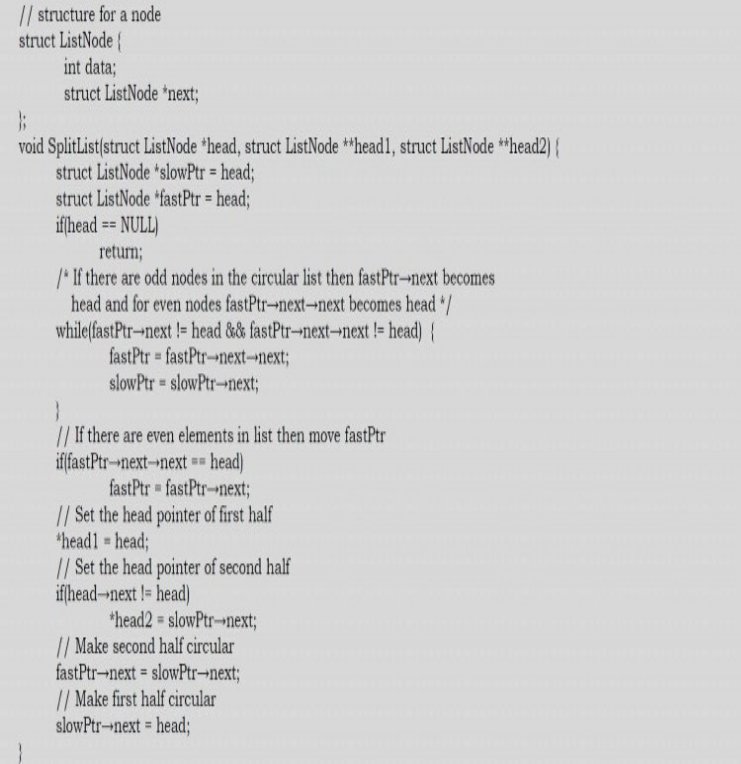 // structure for a node
struct ListNode {
int data;
struct ListNode *next;
};
void SplitList(struct ListNode *head, struct ListNode **head1, struct ListNode **head2) {
struct ListNode *slowPtr = head;
struct ListNode *fastPtr = head;
if(head == NULL)
return;
/* If there are odd nodes in the circular list then fastPtr→next becomes
head and for even nodes fastPtr→next→next becomes head */
while(fastPtr→next != head && fastPtr→next→next != head) {
fastPtr = fastPtr→next→next;
slowPtr = slowPtr→next;
}
// If there are even elements in list then move fastPtr
if(fastPtr→next→next == head)
fastPtr = fastPtr→next;
// Set the head pointer of first half
*head1 = head;
// Set the head pointer of second half
if(head→next != head)
*head2 = slowPtr→next;
// Make second half circular
fastPtr→next = slowPtr→next;
// Make first half circular
slowPtr→next = head;
}